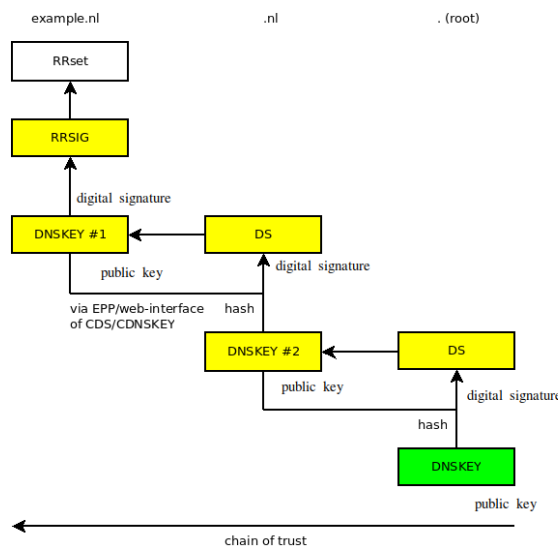 example.nl
.nl
. (root)
RRset
RRSIG
digital signature
DNSKEY #1
DS
public key
digital signature
via EPP/web-interface
of CDS/CDNSKEY
hash
DNSKEY #2
DS
public key
digital signature
hash
DNSKEY
public key
chain of trust